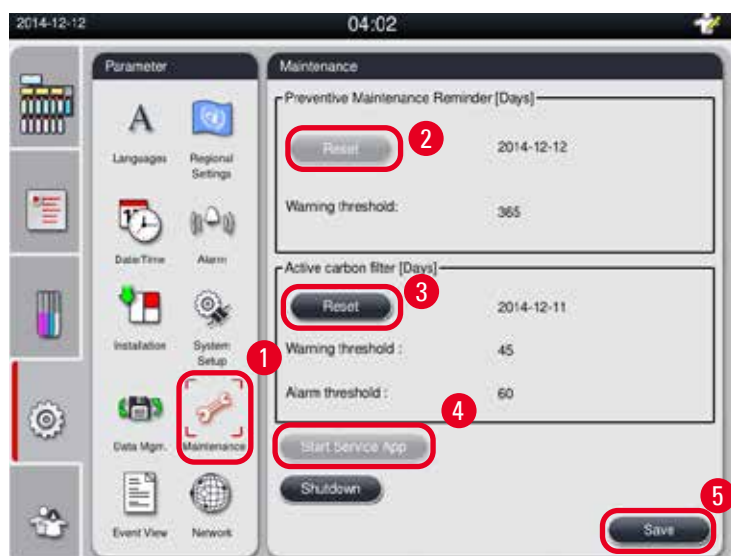 2014-12-12
04:02
Parameter
Languages
Regional Settings
Date/Time
Alarm
Installation
System Setup
Data Mgm.
Maintenance
Event View
Network
Maintenance
Preventive Maintenance Reminder [Days]
Reset
2
2014-12-12
Warning threshold:
365
Active carbon filter [Days]
Reset
3
2014-12-11
1
Warning threshold :
45
Alarm threshold :
60
4
Start Service App
Shutdown
5
Save